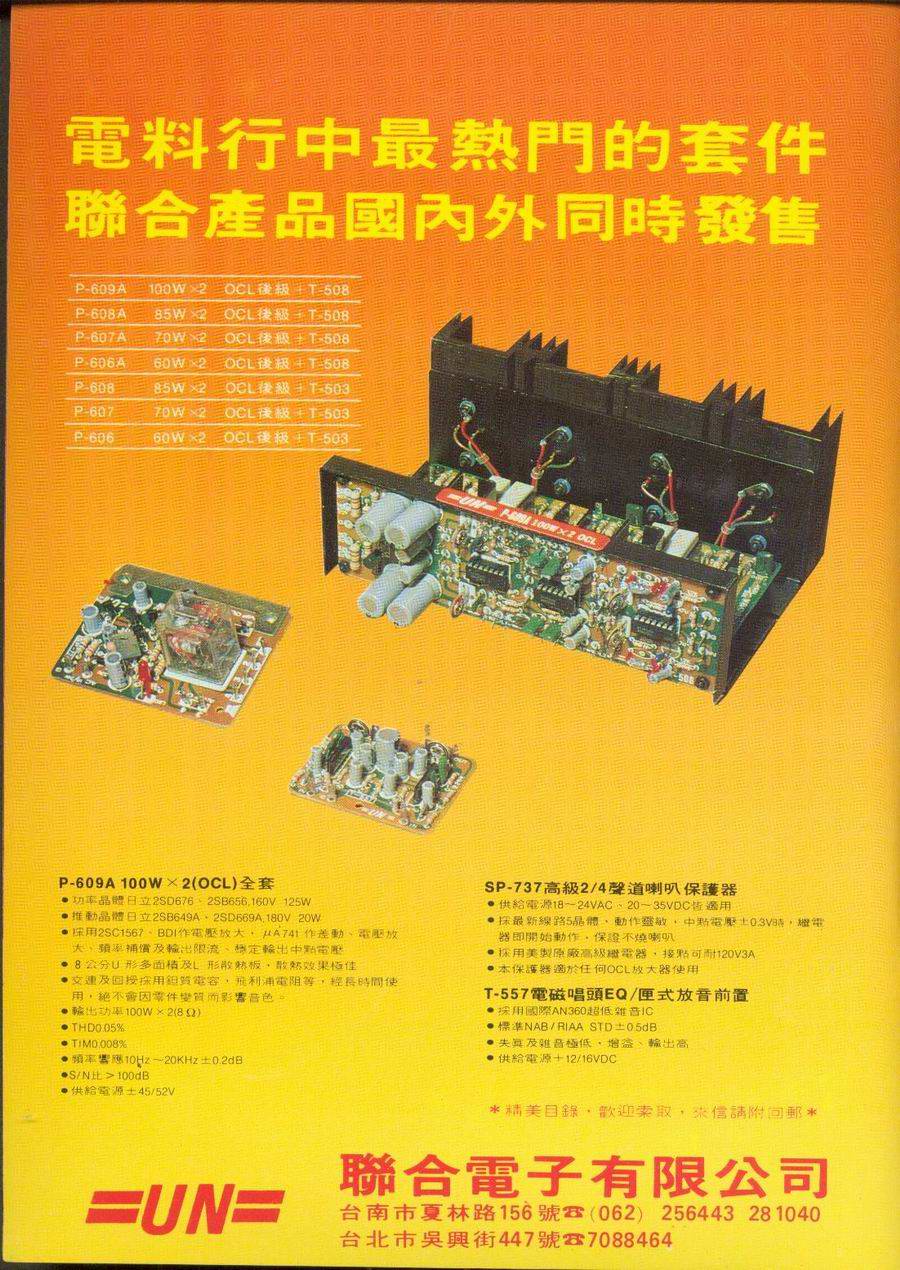 電料行中最熱門的套件
聯合產品國內外同時發售
P-609A 100W×2 OCL後級+T-508
P-608A 85W×2 OCL後級+T-508
P-607A 70W×2 OCL後級+T-508
P-606A 60W×2 OCL後級+T-508
P-608 85W×2 OCL後級+T-503
P-607 70W×2 OCL後級+T-503
P-606 60W×2 OCL後級+T-503
=UN= P-609A 100W×2 OCL
-508
=UN=
P-609A 100W×2(OCL)全套
●功率晶體日立2SD676、2SB656,160V 125W
●推動晶體日立2SB649A、2SD669A,180V 20W
●採用2SC1567、BDI作電壓放大、μA741作差動、電壓放
大、頻率補償及輸出限流、穩定輸出中點電壓
●8公分U形多面積及L形散熱板,散熱效果極佳
●交連及回授採用鉭質電容,飛利浦電阻等,經長時間使
用,絕不會因零件變質而影響音色。
●輸出功率100W×2(8Ω)
●THD0.05%
●TIM0.008%
●頻率響應10Hz~20KHz±0.2dB
●S/N比>100dB
●供給電源±45/52V
SP-737高級2/4聲道喇叭保護器
●供給電源18~24VAC、20~35VDC皆適用
●採最新線路5晶體、動作靈敏,中點電壓±0.3V時,繼電
器即開始動作,保證不燒喇叭
●採用美製原廠高級繼電器,接點可耐120V3A
●本保護器適於任何OCL放大器使用
T-557電磁唱頭EQ/匣式放音前置
●採用國際AN360超低雜音IC
●標準NAB/RIAA STD±0.5dB
●失真及雜音極低、增益、輸出高
●供給電源+12/16VDC
*精美目錄,歡迎索取,來信請附回郵*
=UN=
聯合電子有限公司
台南市夏林路156號☎(062) 256443 281040
台北市吳興街447號☎7088464